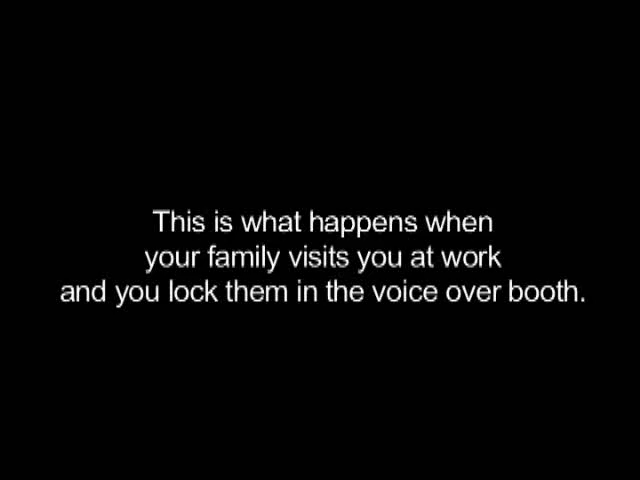 This is what happens when
your family visits you at work
and you lock them in the voice over booth.